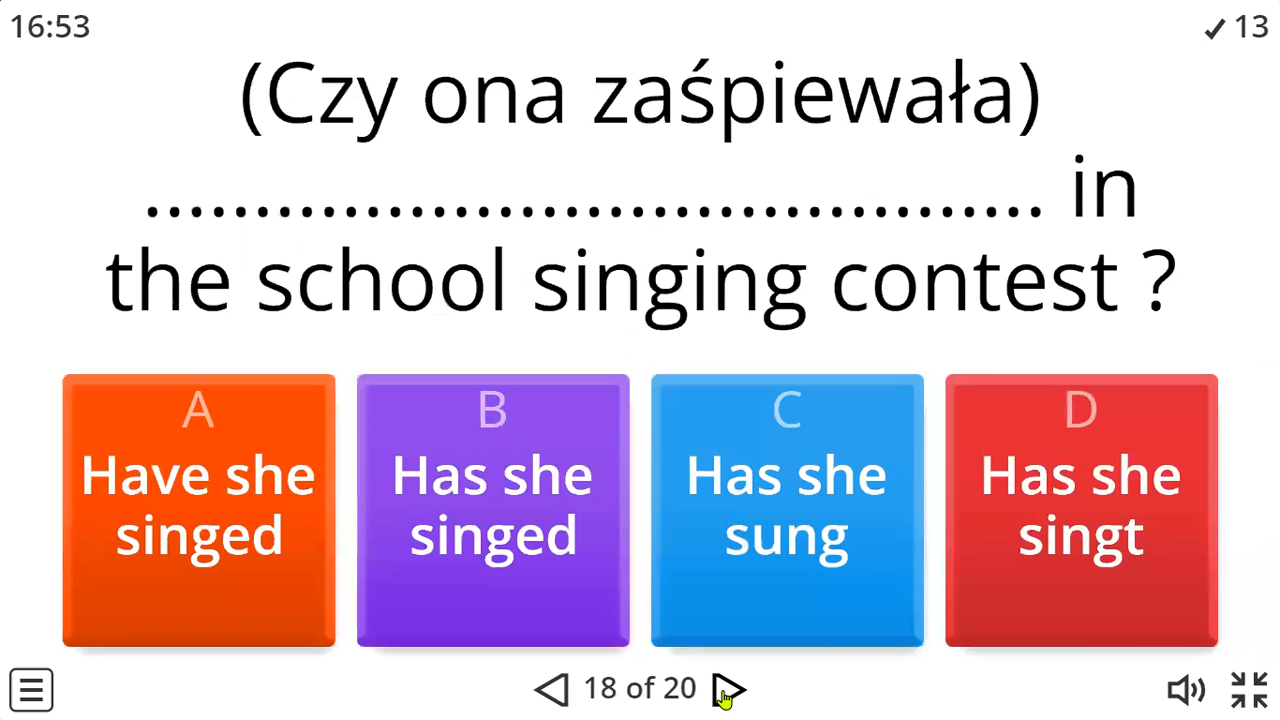 16:53
✓ 13
(Czy ona zaśpiewała)
...................................... in
the school singing contest ?
A
Have she
singed
B
Has she
singed
C
Has she
sung
D
Has she
singt
18 of 20